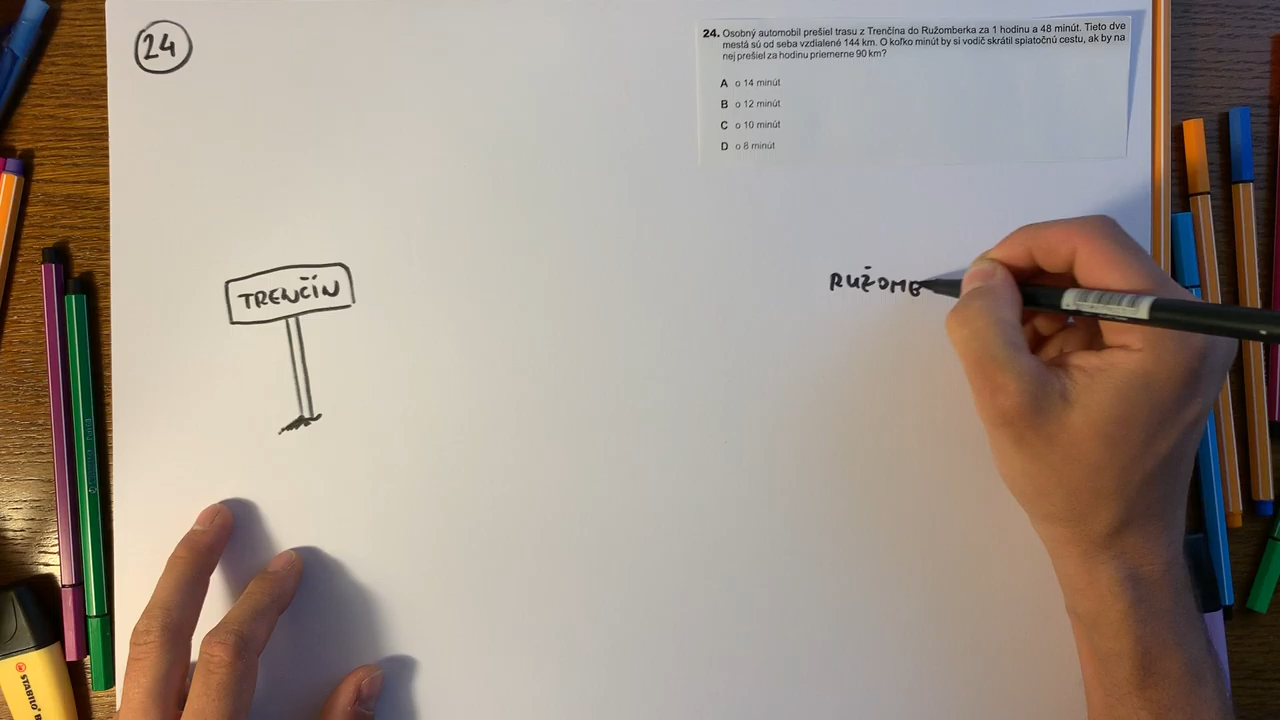 24
24. Osobný automobil prešiel trasu z Trenčína do Ružomberka za 1 hodinu a 48 minút. Tieto dve
mestá sú od seba vzdialené 144 km. O koľko minút by si vodič skrátil spiatočnú cestu, ak by na
nej prešiel za hodinu priemerne 90 km?
A o 14 minút
B o 12 minút
C o 10 minút
D o 8 minút
TRENČÍN
RUŽOMB
STABILO B